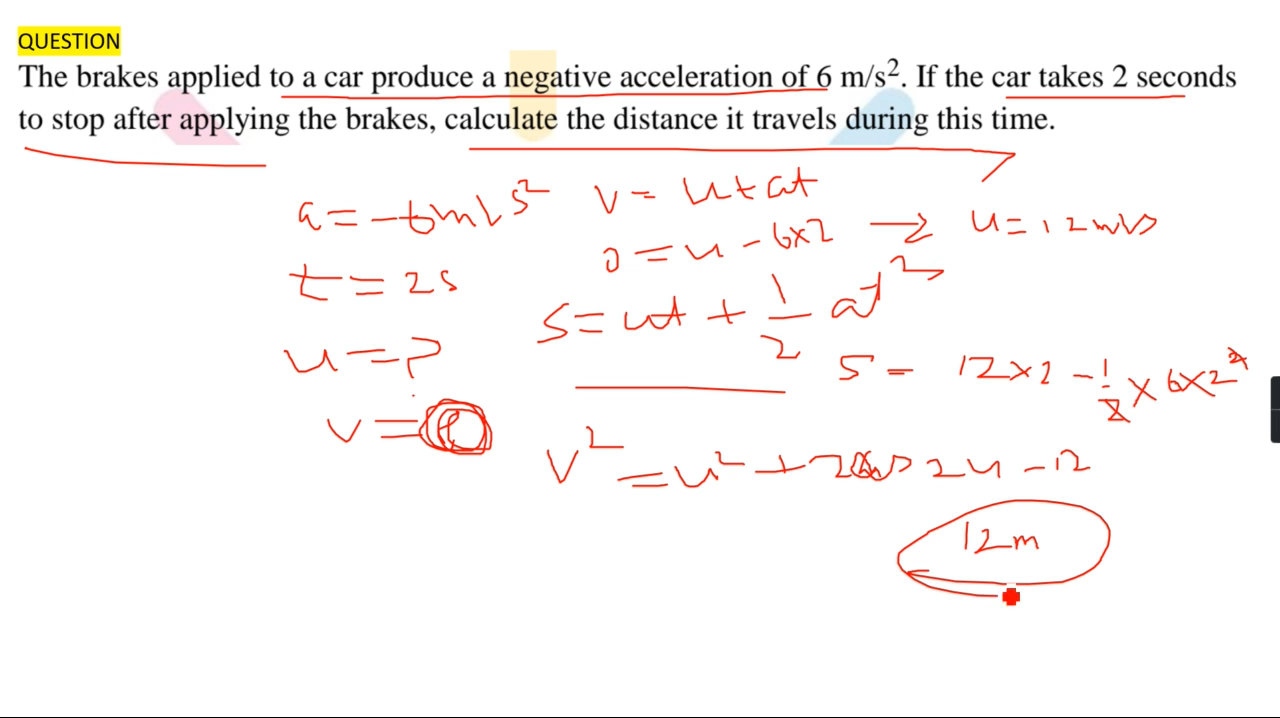 QUESTION
The brakes applied to a car produce a negative acceleration of 6 m/s². If the car takes 2 seconds
to stop after applying the brakes, calculate the distance it travels during this time.
a = -6m/s²
v = u + at
0 = u - 6×2 → u = 12 m/s
t = 2s
s = ut + 1/2 at²
u = ?
s = 12×2 - 1/2 × 6×2²
v =
v² = u² + 2as
24 - 12
12m